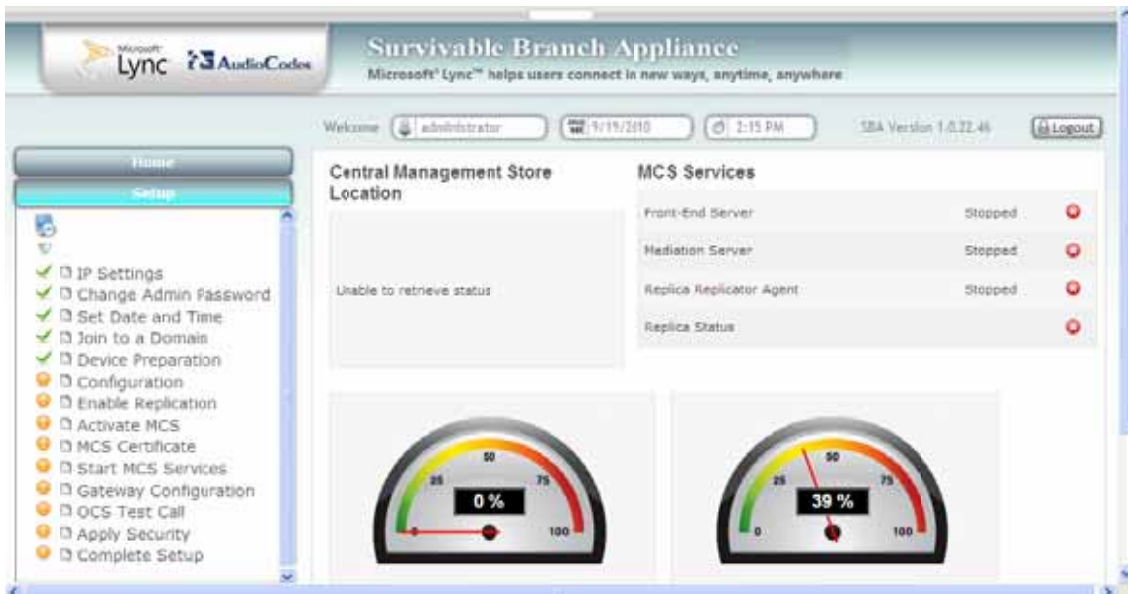 Microsoft
Lync
AudioCodes
Survivable Branch Appliance
Microsoft® Lync™ helps users connect in new ways, anytime, anywhere
Welcome administrator 9/19/2010 2:15 PM SBA Version 1.0.22.46 Logout
Home
Setup
IP Settings
Change Admin Password
Set Date and Time
Join to a Domain
Device Preparation
Configuration
Enable Replication
Activate MCS
MCS Certificate
Start MCS Services
Gateway Configuration
OCS Test Call
Apply Security
Complete Setup
Central Management Store
Location
Unable to retrieve status
MCS Services
Front-End Server Stopped
Mediation Server Stopped
Replica Replicator Agent Stopped
Replica Status
0 25 50 75 100
0 %
0 25 50 75 100
39 %